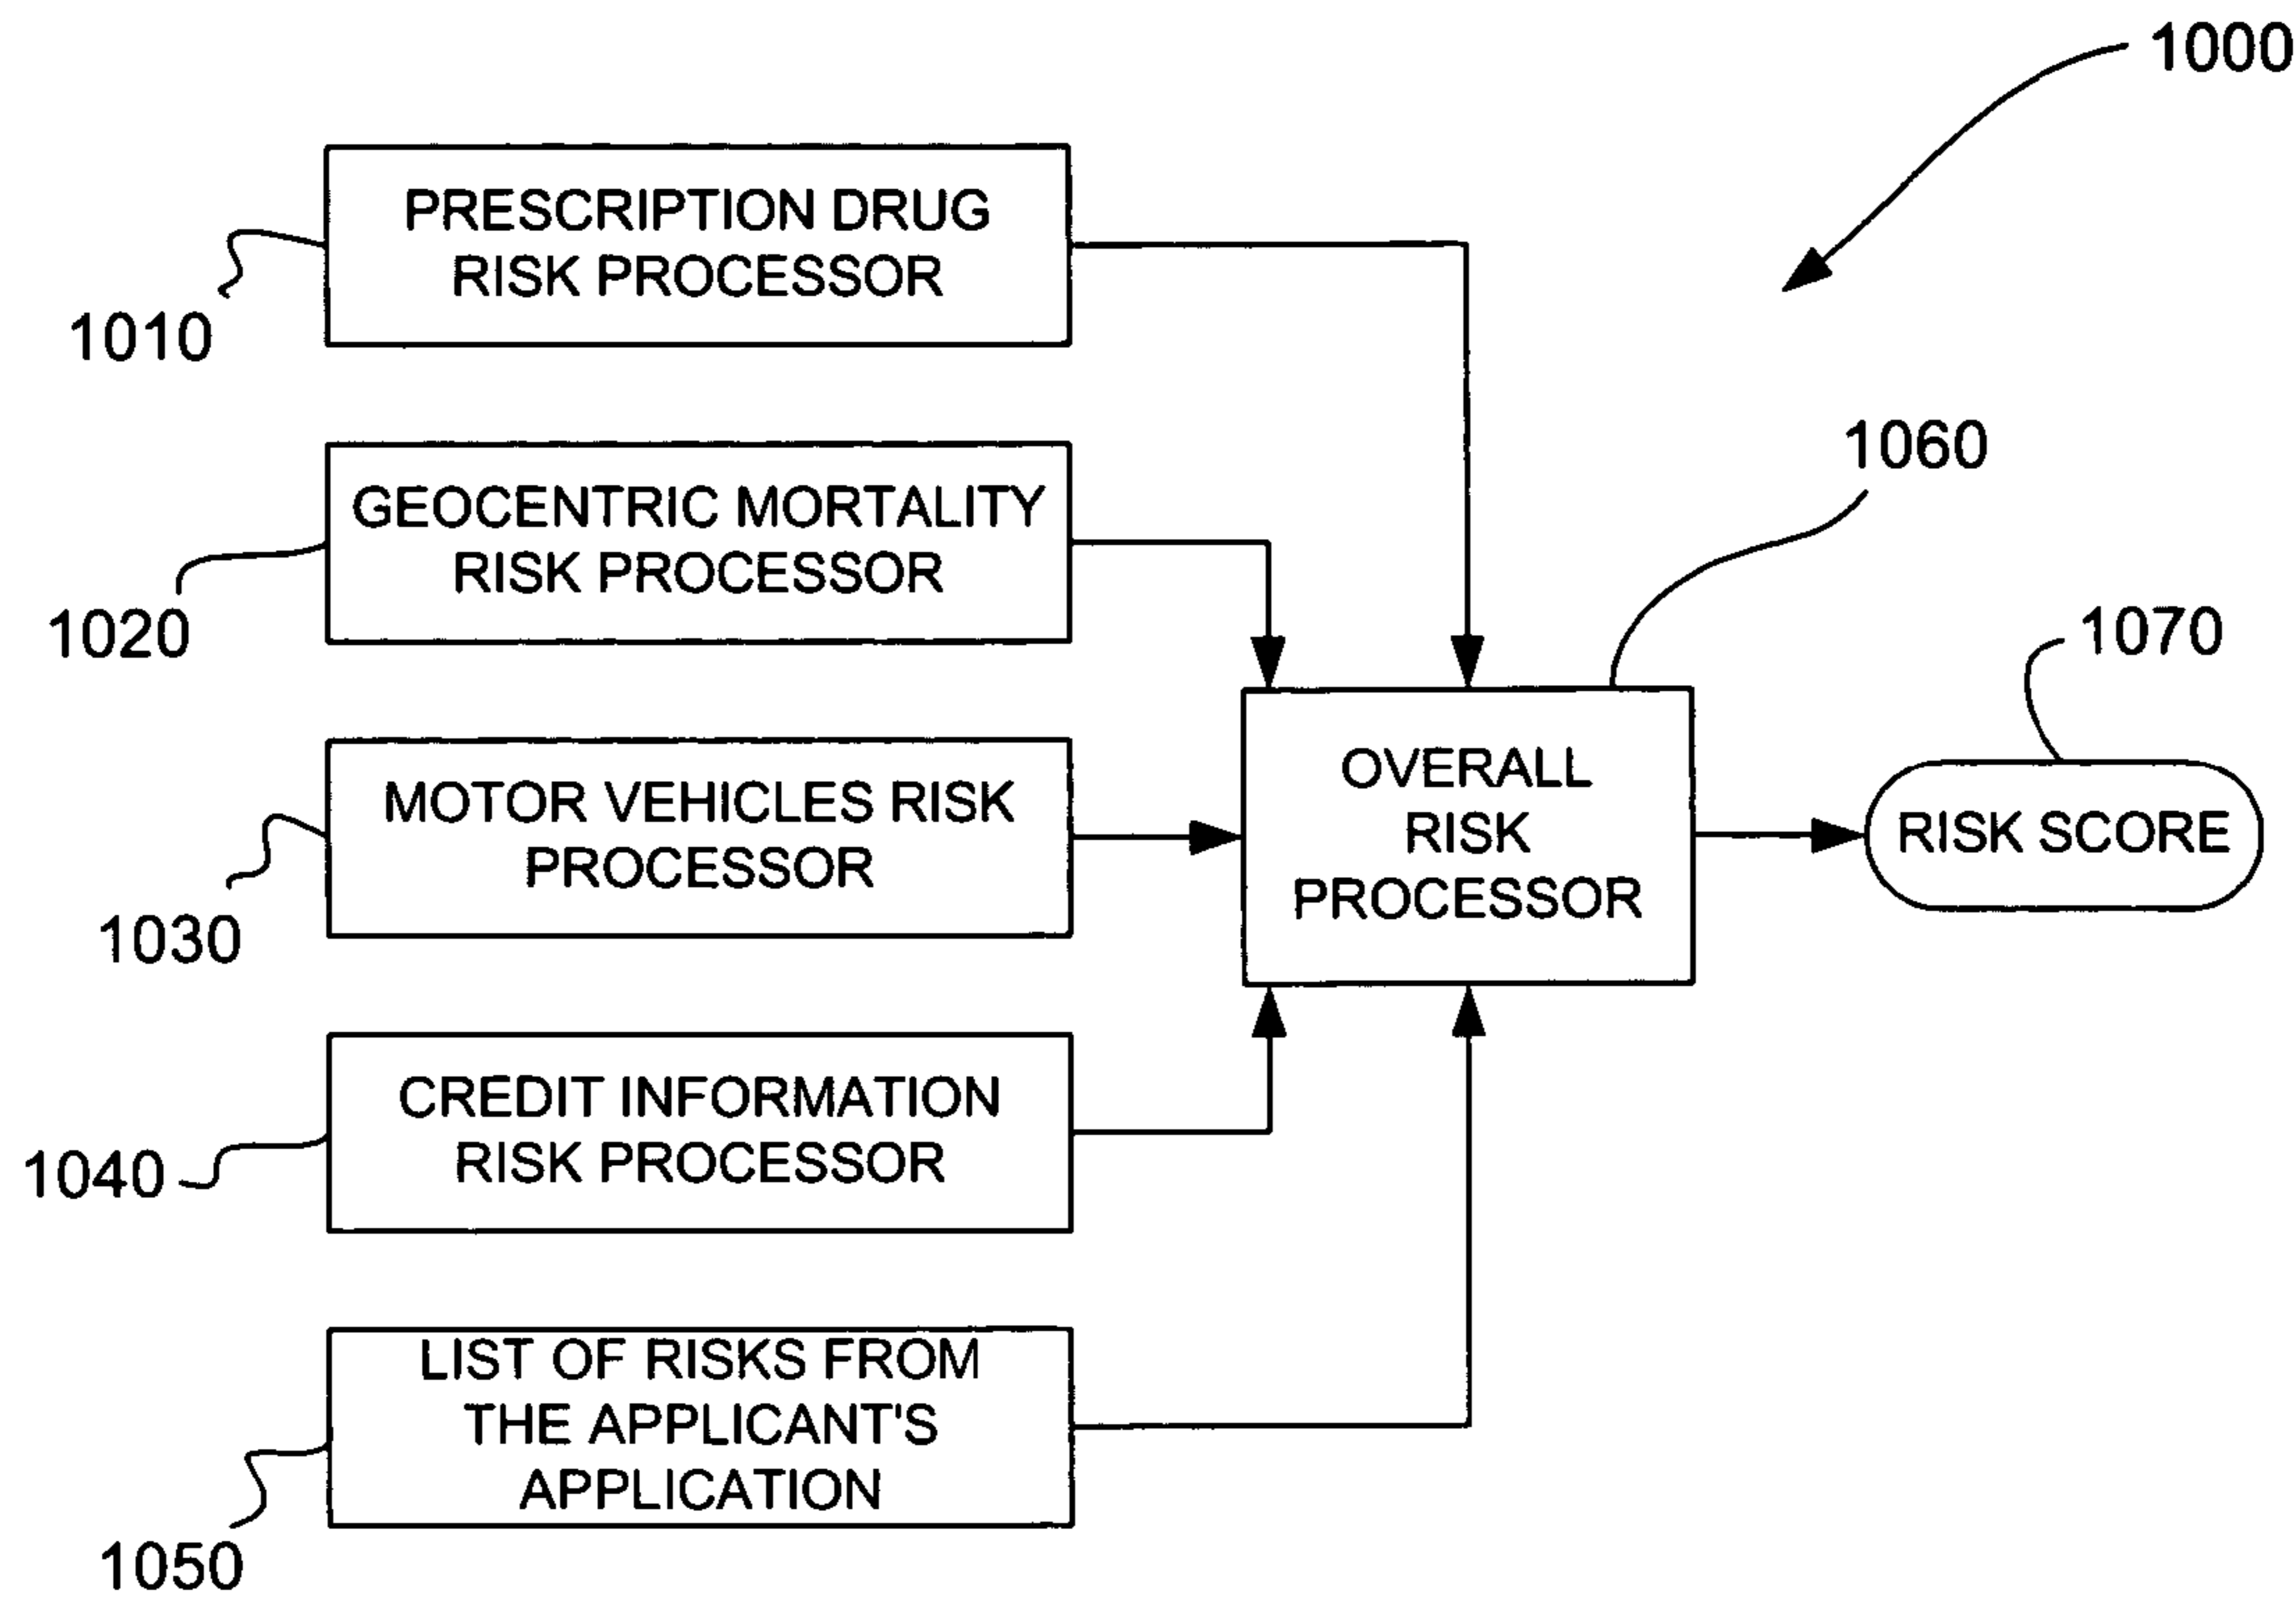 1000
PRESCRIPTION DRUG
RISK PROCESSOR
1010
GEOCENTRIC MORTALITY
RISK PROCESSOR
1020
MOTOR VEHICLES RISK
PROCESSOR
1030
CREDIT INFORMATION
RISK PROCESSOR
1040
LIST OF RISKS FROM
THE APPLICANT'S
APPLICATION
1050
1060
OVERALL
RISK
PROCESSOR
1070
RISK SCORE